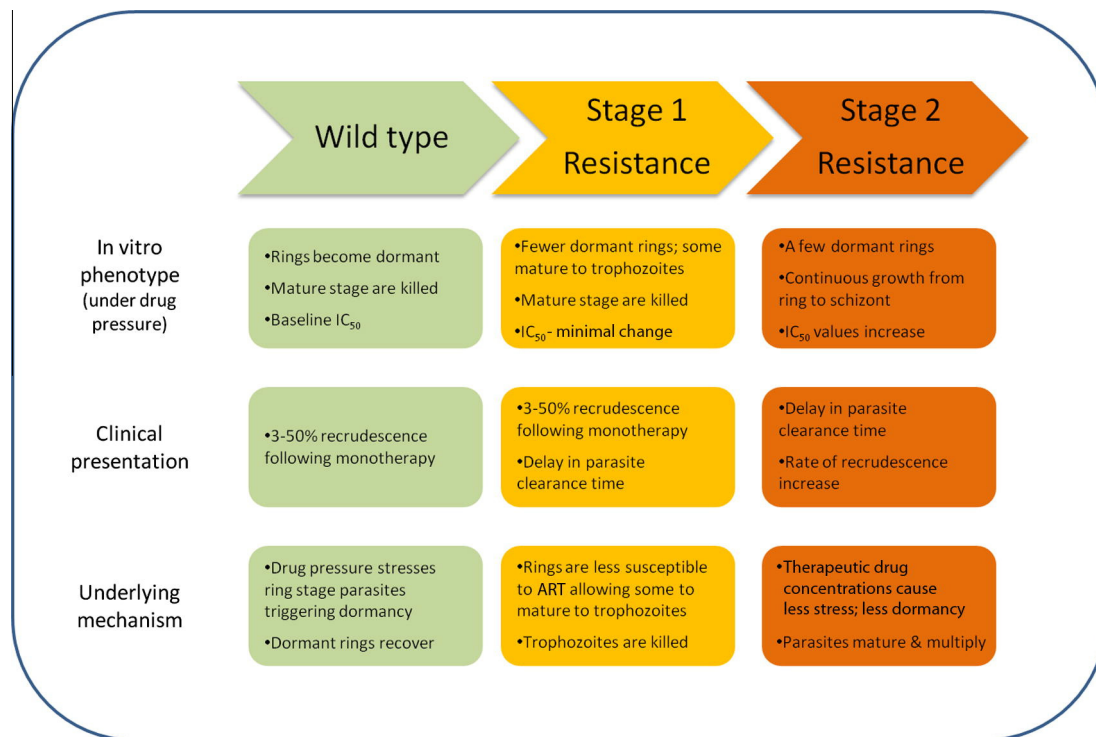 Wild type
Stage 1
Resistance
Stage 2
Resistance
In vitro
phenotype
(under drug
pressure)
•Rings become dormant
•Mature stage are killed
•Baseline IC₅₀
•Fewer dormant rings; some
mature to trophozoites
•Mature stage are killed
•IC₅₀- minimal change
•A few dormant rings
•Continuous growth from
ring to schizont
•IC₅₀ values increase
Clinical
presentation
•3-50% recrudescence
following monotherapy
•3-50% recrudescence
following monotherapy
•Delay in parasite
clearance time
•Delay in parasite
clearance time
•Rate of recrudescence
increase
Underlying
mechanism
•Drug pressure stresses
ring stage parasites
triggering dormancy
•Dormant rings recover
•Rings are less susceptible
to ART allowing some to
mature to trophozoites
•Trophozoites are killed
•Therapeutic drug
concentrations cause
less stress; less dormancy
•Parasites mature & multiply